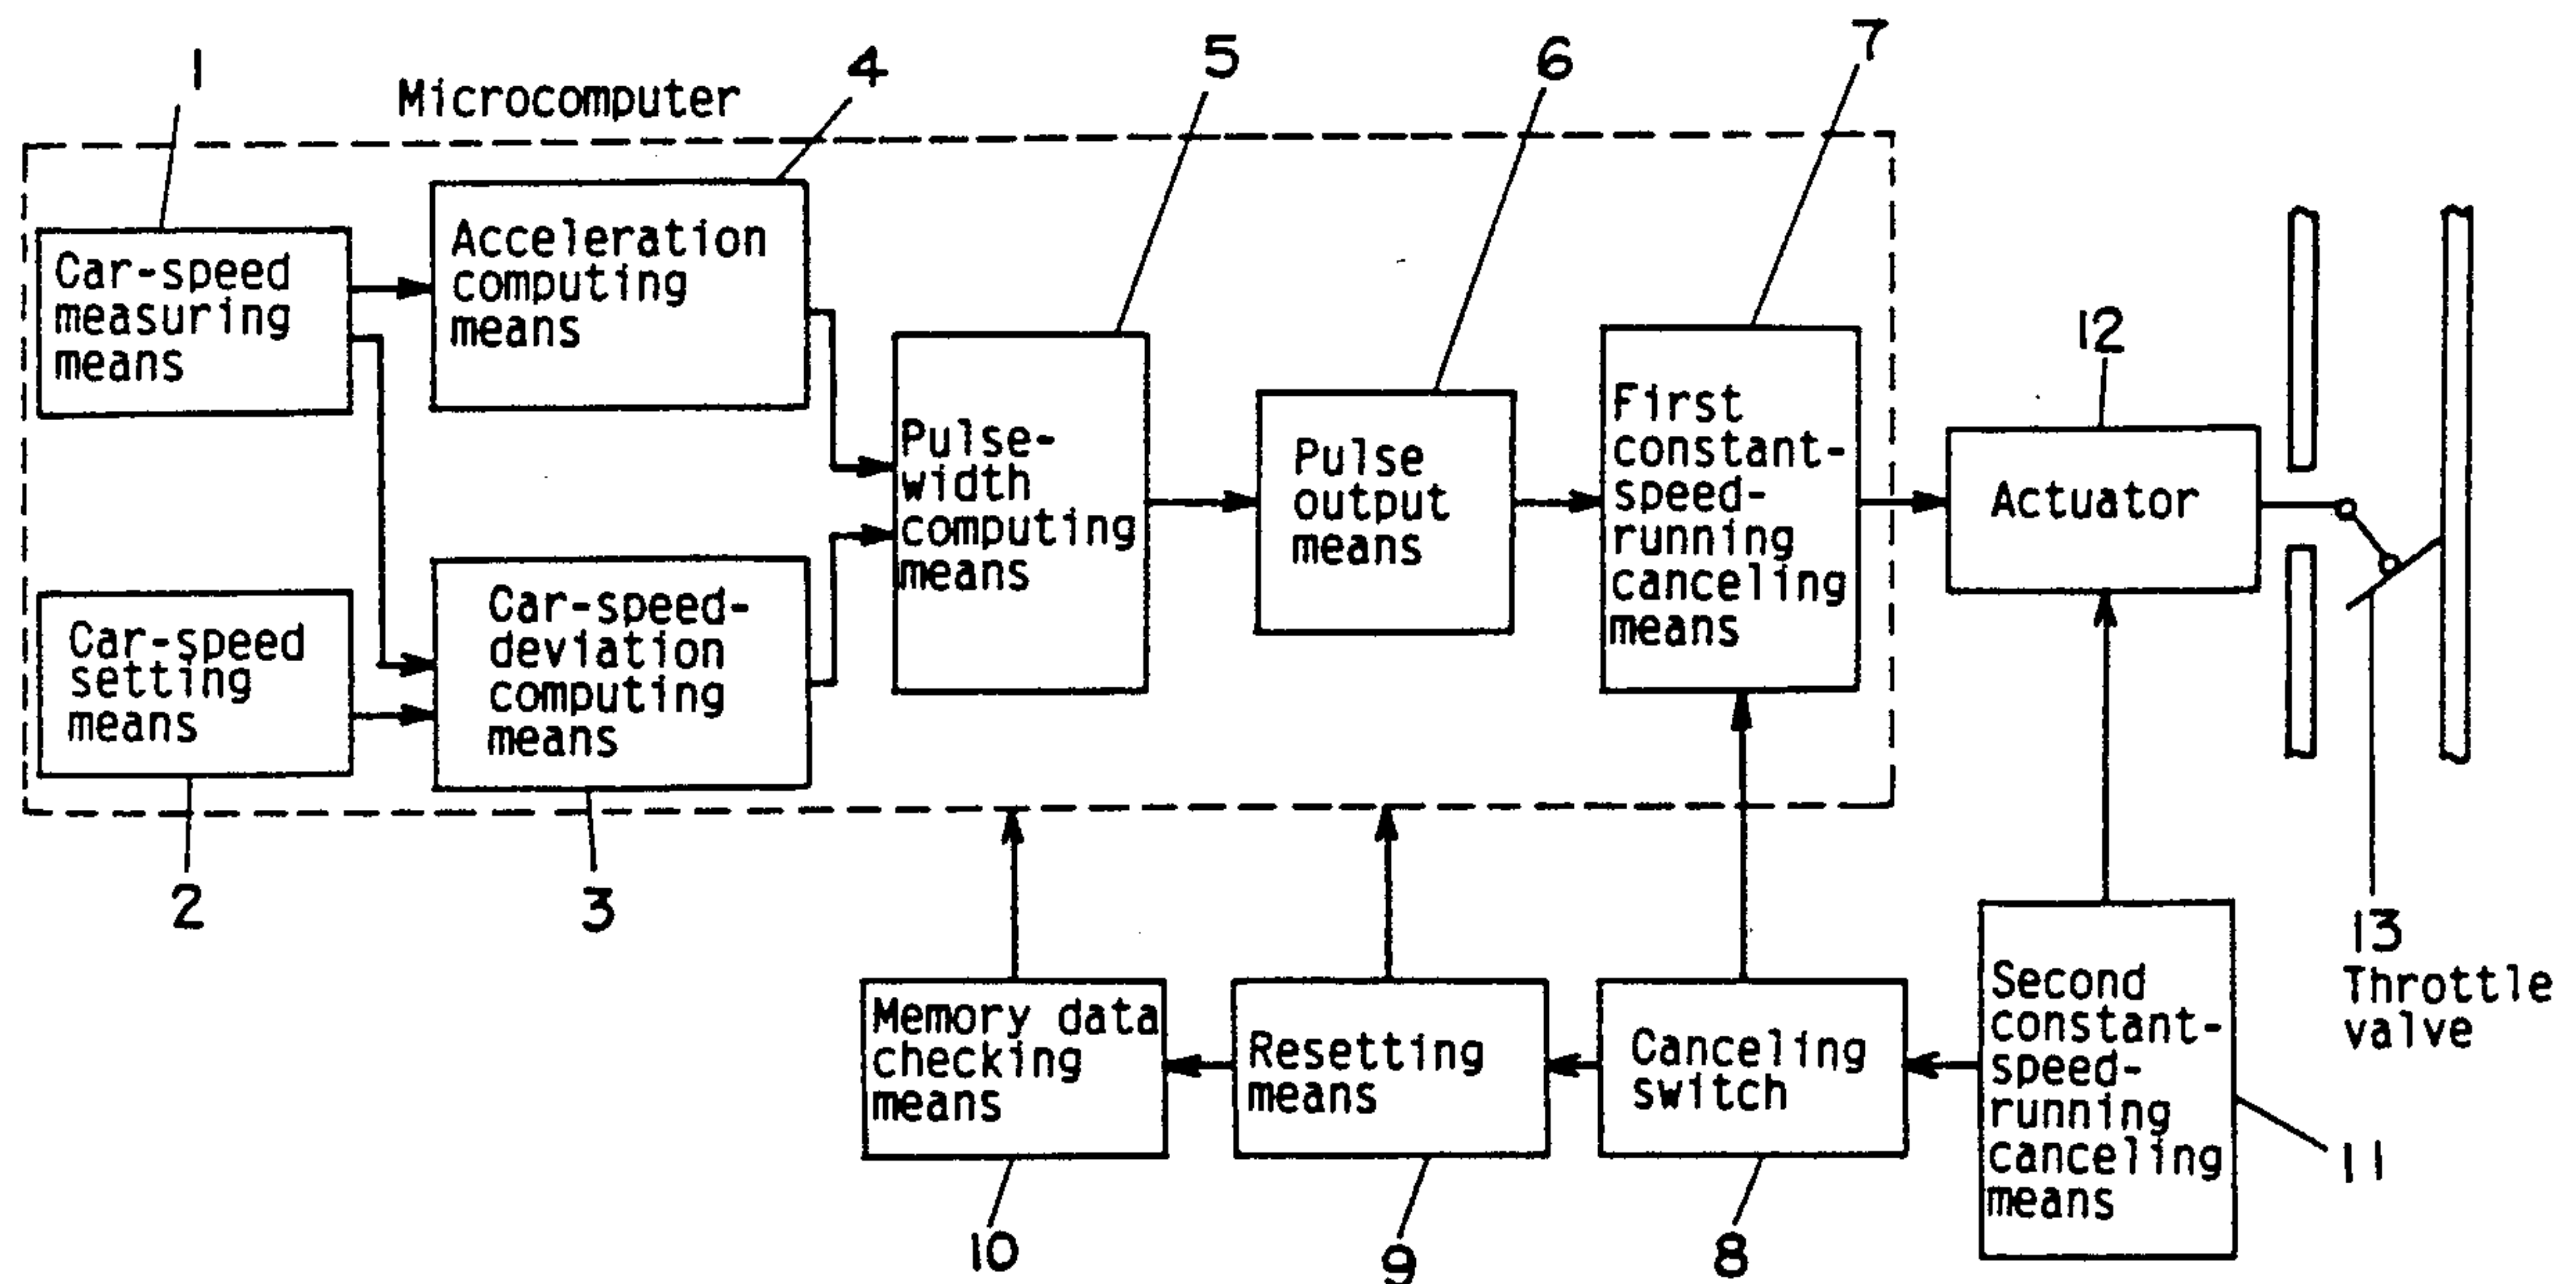 1
Microcomputer
4
5
6
7
Car-speed
measuring
means
Acceleration
computing
means
Car-speed
setting
means
2
Car-speed-
deviation
computing
means
3
Pulse-
width
computing
means
Pulse
output
means
First
constant-
speed-
running
canceling
means
12
Actuator
13
Throttle
valve
Memory data
checking
means
10
Resetting
means
9
Canceling
switch
8
Second
constant-
speed-
running
canceling
means
11